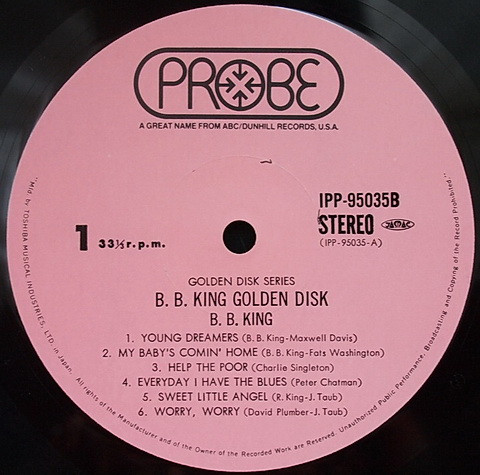 PROBE
A GREAT NAME FROM ABC/DUNHILL RECORDS, U.S.A.
IPP-95035B
1 33⅓ r.p.m.
STEREO JASRAC
(IPP-95035-A)
GOLDEN DISK SERIES
B. B. KING GOLDEN DISK
B. B. KING
1. YOUNG DREAMERS (B. B. King-Maxwell Davis)
2. MY BABY'S COMIN' HOME (B. B. King-Fats Washington)
3. HELP THE POOR (Charlie Singleton)
4. EVERYDAY I HAVE THE BLUES (Peter Chatman)
5. SWEET LITTLE ANGEL (R. King-J. Taub)
6. WORRY, WORRY (David Plumber-J. Taub)
"Mfd. by TOSHIBA MUSICAL INDUSTRIES, LTD. in Japan. All rights of the Manufacturer and of the Owner of the Recorded Work are Reserved. Unauthorized Public Performance, Broadcasting and Copying of the Record Prohibited."